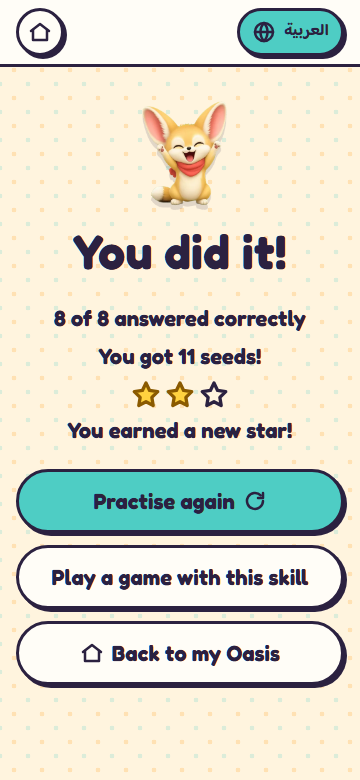 العربية
You did it!
8 of 8 answered correctly
You got 11 seeds!
You earned a new star!
Practise again
Play a game with this skill
Back to my Oasis